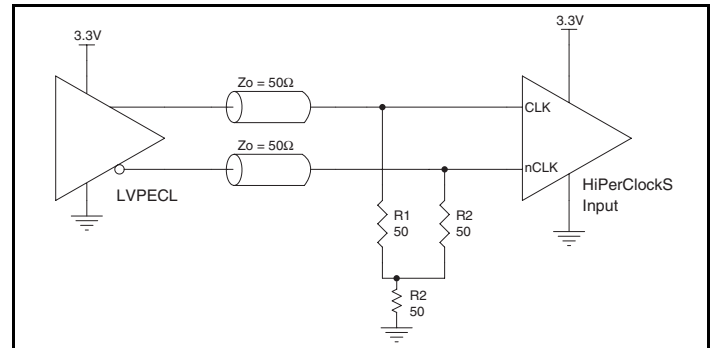 3.3V
3.3V
Zo = 50Ω
CLK
Zo = 50Ω
nCLK
LVPECL
HiPerClockS
Input
R1
50
R2
50
R2
50